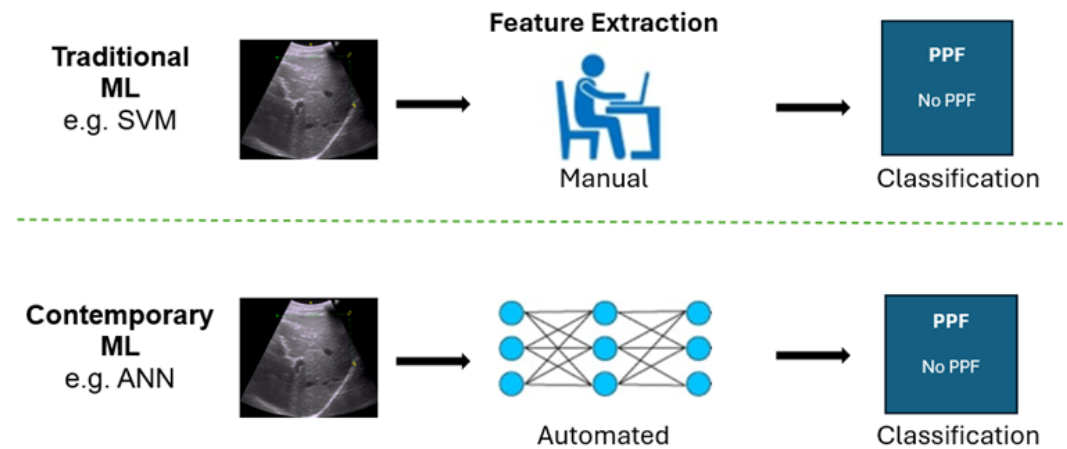 Feature Extraction
Traditional
ML
e.g. SVM
Manual
PPF
No PPF
Classification
Contemporary
ML
e.g. ANN
Automated
PPF
No PPF
Classification